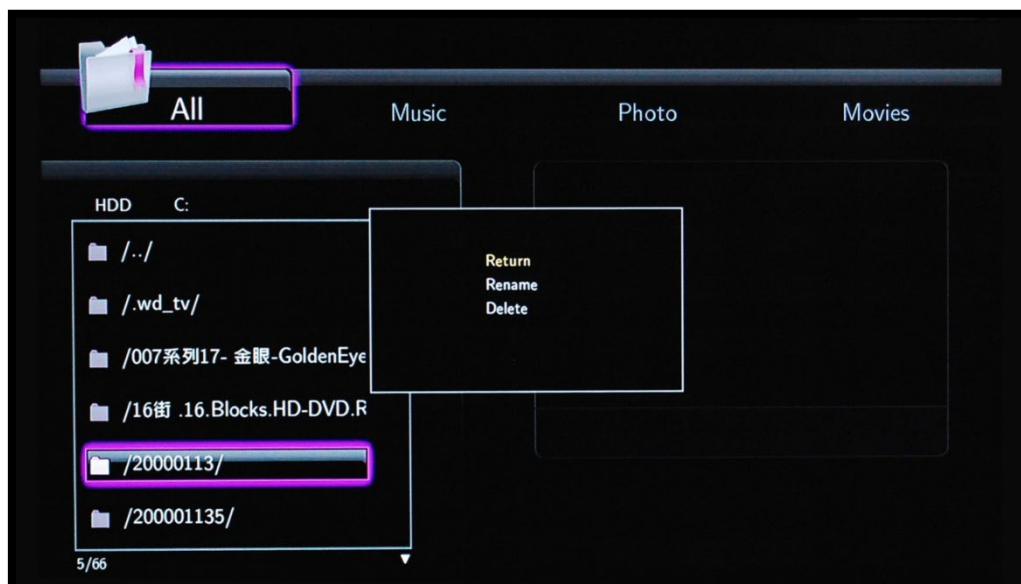 All
Music
Photo
Movies
HDD C:
/../
Return
Rename
/.wd_tv/
Delete
/007系列17- 金眼-GoldenEye
/16街 .16.Blocks.HD-DVD.R
/20000113/
/200001135/
5/66